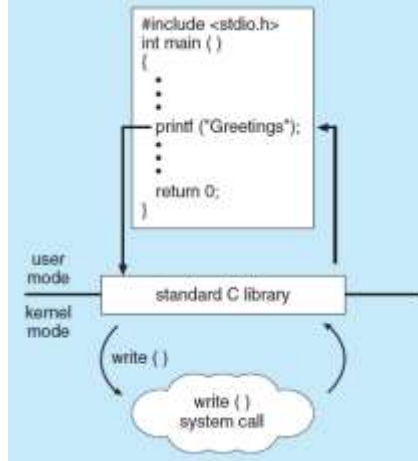 #include <stdio.h>
int main ( )
{
•
•
•
printf ("Greetings");
•
•
•
return 0;
}
user
mode
standard C library
kernel
mode
write ( )
write ( )
system call